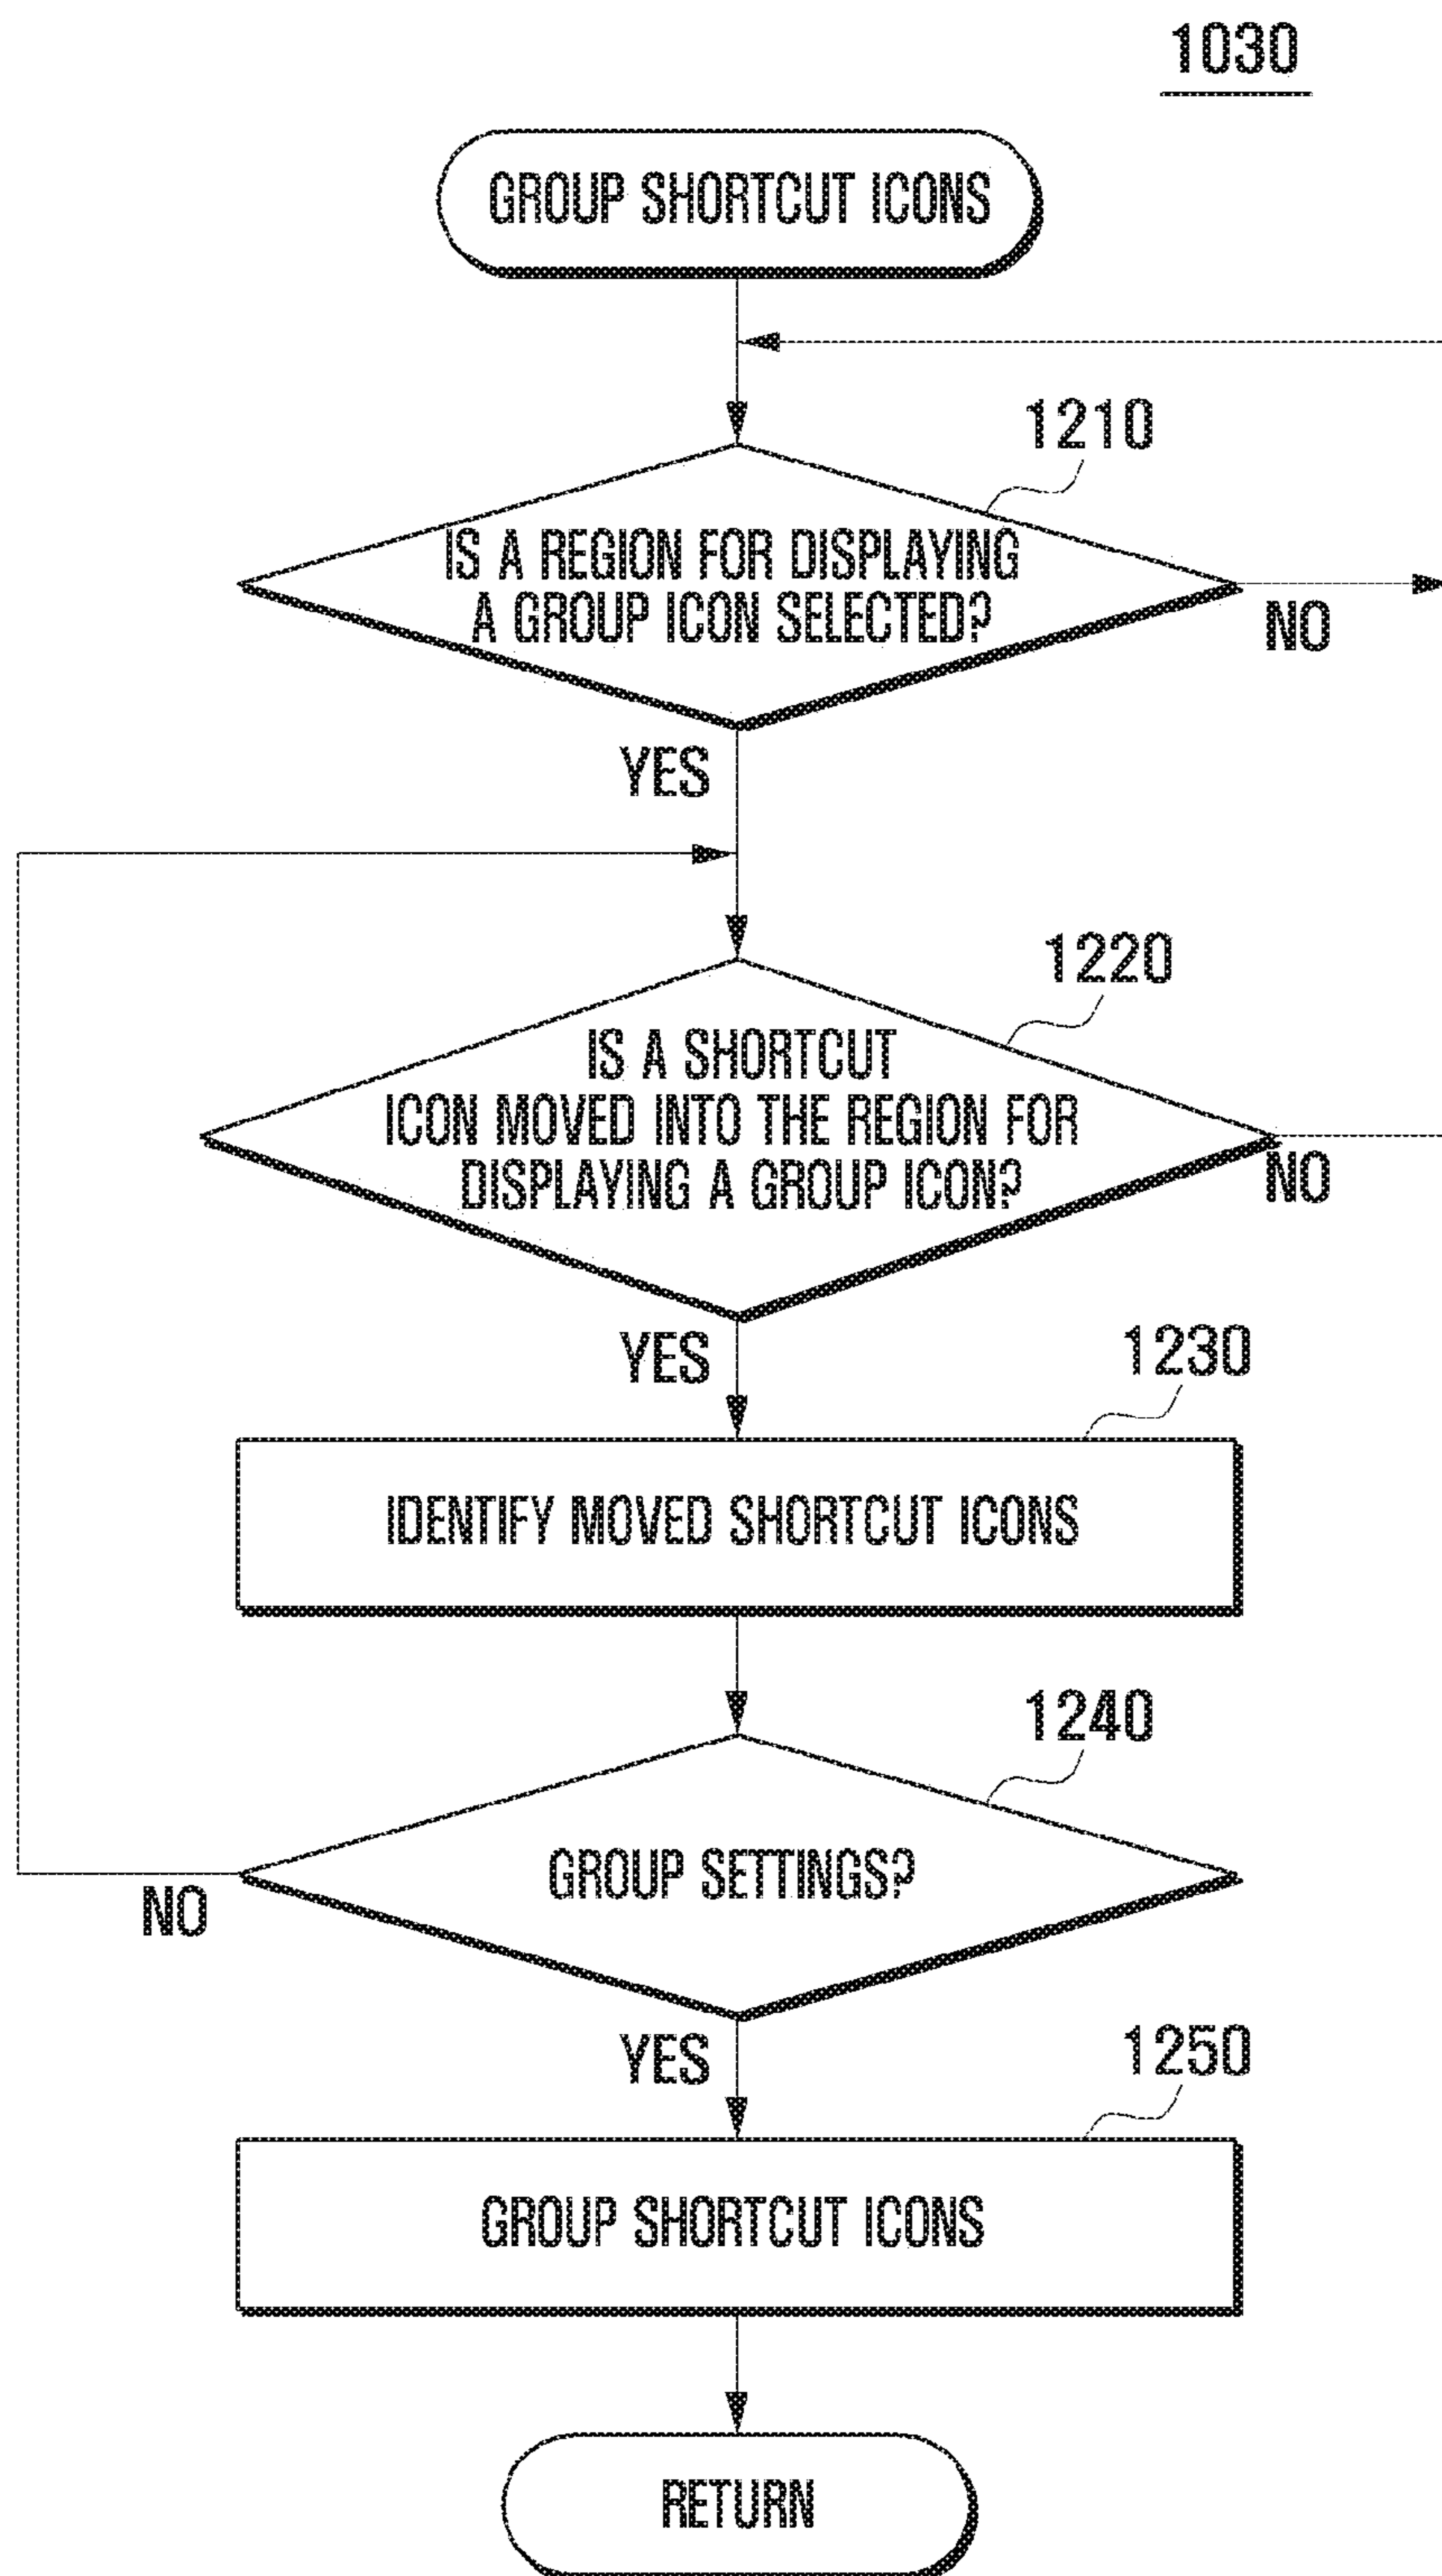 1030
GROUP SHORTCUT ICONS
1210
IS A REGION FOR DISPLAYING
A GROUP ICON SELECTED?
NO
YES
1220
IS A SHORTCUT
ICON MOVED INTO THE REGION FOR
DISPLAYING A GROUP ICON?
NO
YES
1230
IDENTIFY MOVED SHORTCUT ICONS
1240
GROUP SETTINGS?
NO
YES
1250
GROUP SHORTCUT ICONS
RETURN